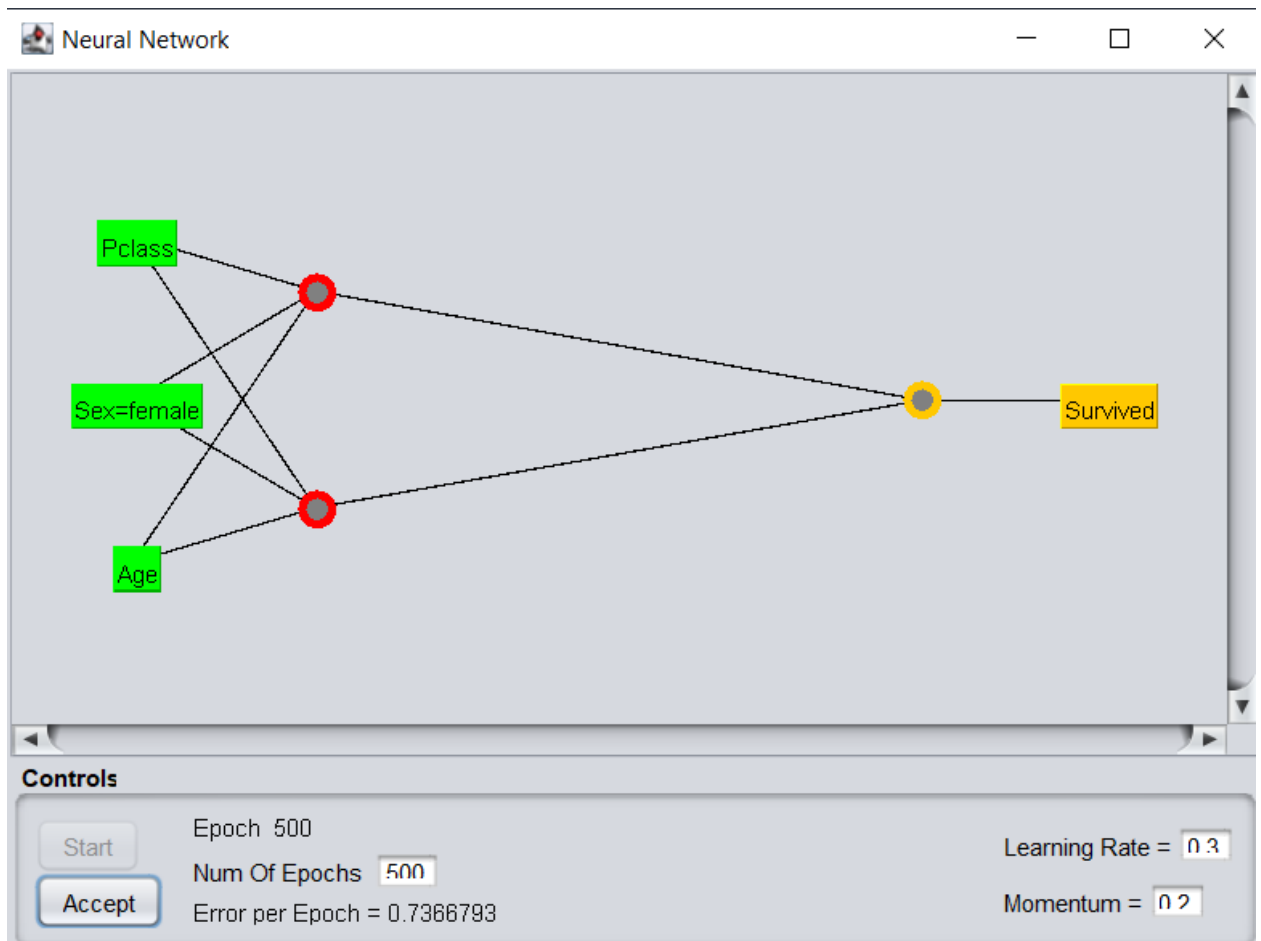 Neural Network
Pclass
Sex=female
Survived
Age
Controls
Start
Accept
Epoch 500
Num Of Epochs 500
Error per Epoch = 0.7366793
Learning Rate = 0.3
Momentum = 0.2